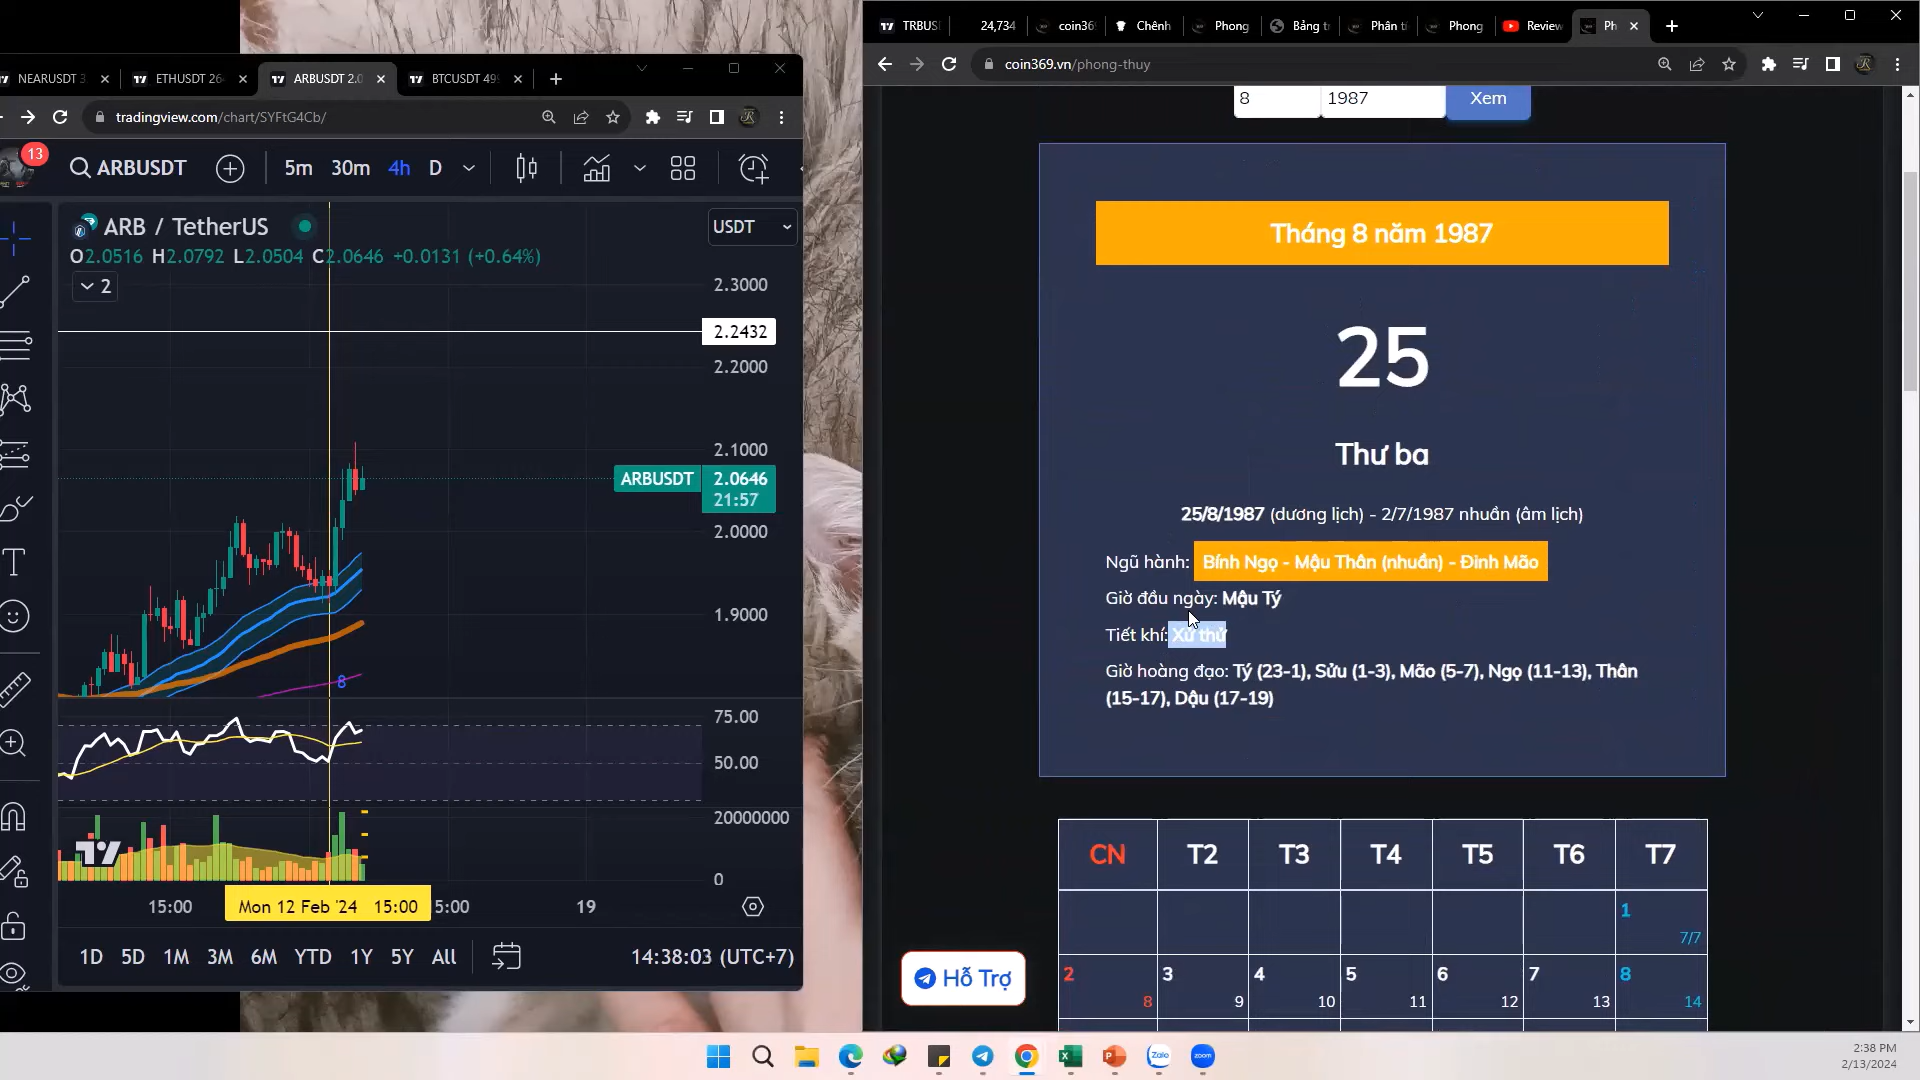 NEARUSDT 3
ETHUSDT 264
ARBUSDT 2.0
BTCUSDT 499
tradingview.com/chart/SYFtG4Cb/
13
ARBUSDT
5m
30m
4h
D
ARB / TetherUS
USDT
O2.0516 H2.0792 L2.0504 C2.0646 +0.0131 (+0.64%)
2
2.3000
2.2432
2.2000
2.1000
ARBUSDT
2.0646
21:57
2.0000
1.9000
8
75.00
50.00
20000000
0
15:00
Mon 12 Feb '24 15:00
5:00
19
1D
5D
1M
3M
6M
YTD
1Y
5Y
All
14:38:03 (UTC+7)
TRBUS
24,734
coin36
Chênh
Phong
Bảng t
Phân t
Phong
Review
Ph
coin369.vn/phong-thuy
8
1987
Xem
Tháng 8 năm 1987
25
Thư ba
25/8/1987 (dương lịch) - 2/7/1987 nhuần (âm lịch)
Ngũ hành: Bính Ngọ - Mậu Thân (nhuần) - Đinh Mão
Giờ đầu ngày: Mậu Tý
Tiết khí: Xử thử
Giờ hoàng đạo: Tý (23-1), Sửu (1-3), Mão (5-7), Ngọ (11-13), Thân
(15-17), Dậu (17-19)
CN
T2
T3
T4
T5
T6
T7
1
7/7
2
3
4
5
6
7
8
8
9
10
11
12
13
14
Hỗ Trợ
Zalo
zoom
2:38 PM
2/13/2024